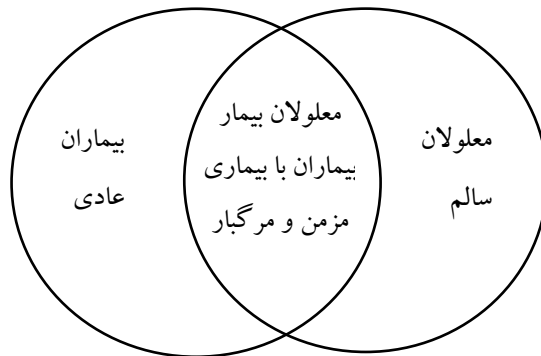 معلولان
سالم
معلولان بیمار
بیماران با بیماری
مزمن و مرگبار
بیماران
عادی